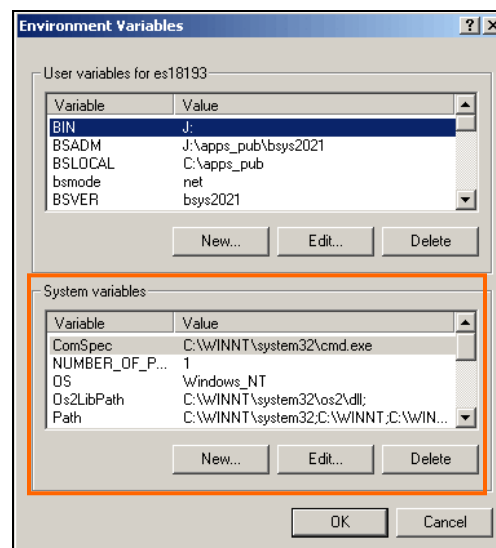 Environment Variables
User variables for es18193
Variable Value
BIN J:
BSADM J:\apps_pub\bsys2021
BSLOCAL C:\apps_pub
bsmode net
BSVER bsys2021
New... Edit... Delete
System variables
Variable Value
ComSpec C:\WINNT\system32\cmd.exe
NUMBER_OF_P... 1
OS Windows_NT
Os2LibPath C:\WINNT\system32\os2\dll;
Path C:\WINNT\system32;C:\WINNT;C:\WIN...
New... Edit... Delete
OK Cancel